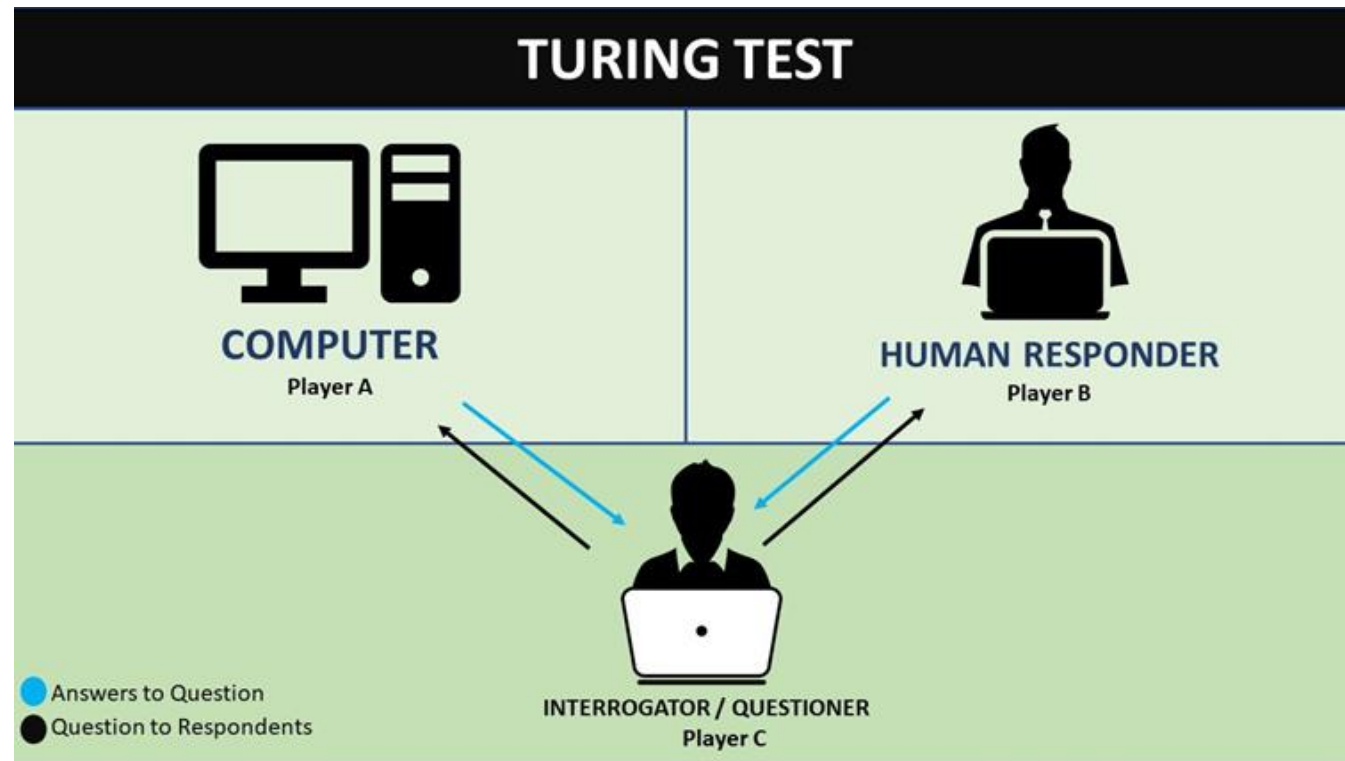 TURING TEST
COMPUTER
Player A
HUMAN RESPONDER
Player B
INTERROGATOR / QUESTIONER
Player C
Answers to Question
Question to Respondents